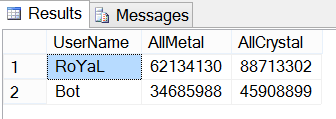 Results Messages
UserName AllMetal AllCrystal
1 RoYaL 62134130 88713302
2 Bot 34685988 45908899